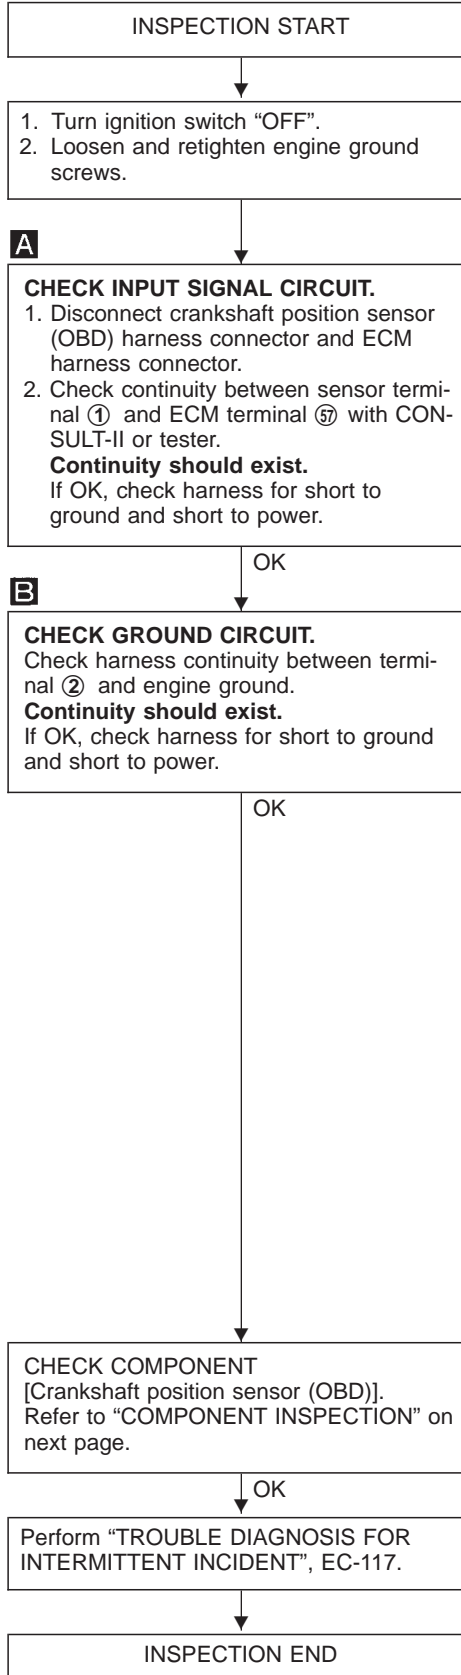 INSPECTION START
1. Turn ignition switch “OFF”.
2. Loosen and retighten engine ground
screws.
A
CHECK INPUT SIGNAL CIRCUIT.
1. Disconnect crankshaft position sensor
(OBD) harness connector and ECM
harness connector.
2. Check continuity between sensor termi-
nal ① and ECM terminal 57 with CON-
SULT-II or tester.
Continuity should exist.
If OK, check harness for short to
ground and short to power.
OK
B
CHECK GROUND CIRCUIT.
Check harness continuity between termi-
nal ② and engine ground.
Continuity should exist.
If OK, check harness for short to ground
and short to power.
OK
CHECK COMPONENT
[Crankshaft position sensor (OBD)].
Refer to “COMPONENT INSPECTION” on
next page.
OK
Perform “TROUBLE DIAGNOSIS FOR
INTERMITTENT INCIDENT”, EC-117.
INSPECTION END